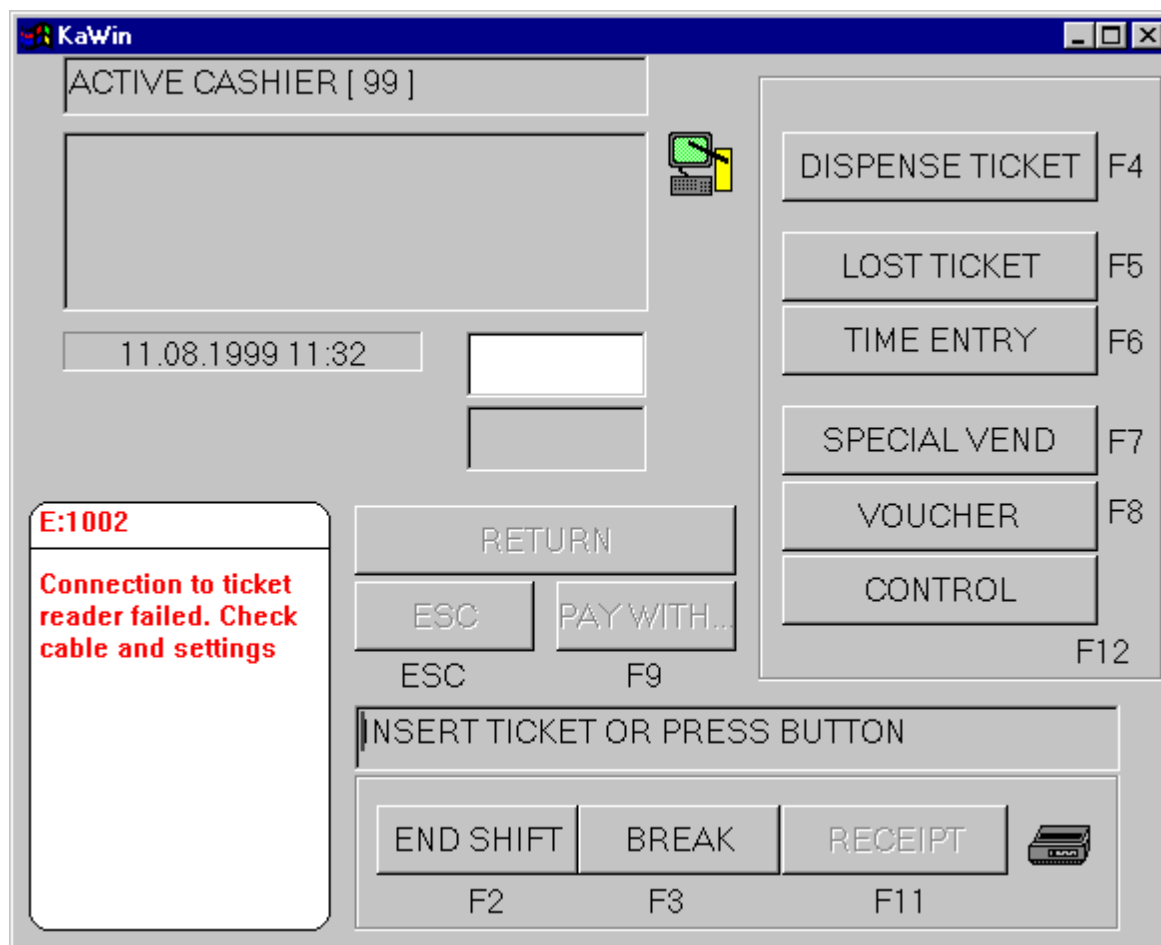 KaWin
ACTIVE CASHIER [ 99 ]
DISPENSE TICKET F4
LOST TICKET F5
11.08.1999 11:32
TIME ENTRY F6
SPECIAL VEND F7
VOUCHER F8
CONTROL
F12
E:1002
Connection to ticket
reader failed. Check
cable and settings
RETURN
ESC PAY WITH...
ESC F9
INSERT TICKET OR PRESS BUTTON
END SHIFT BREAK RECEIPT
F2 F3 F11